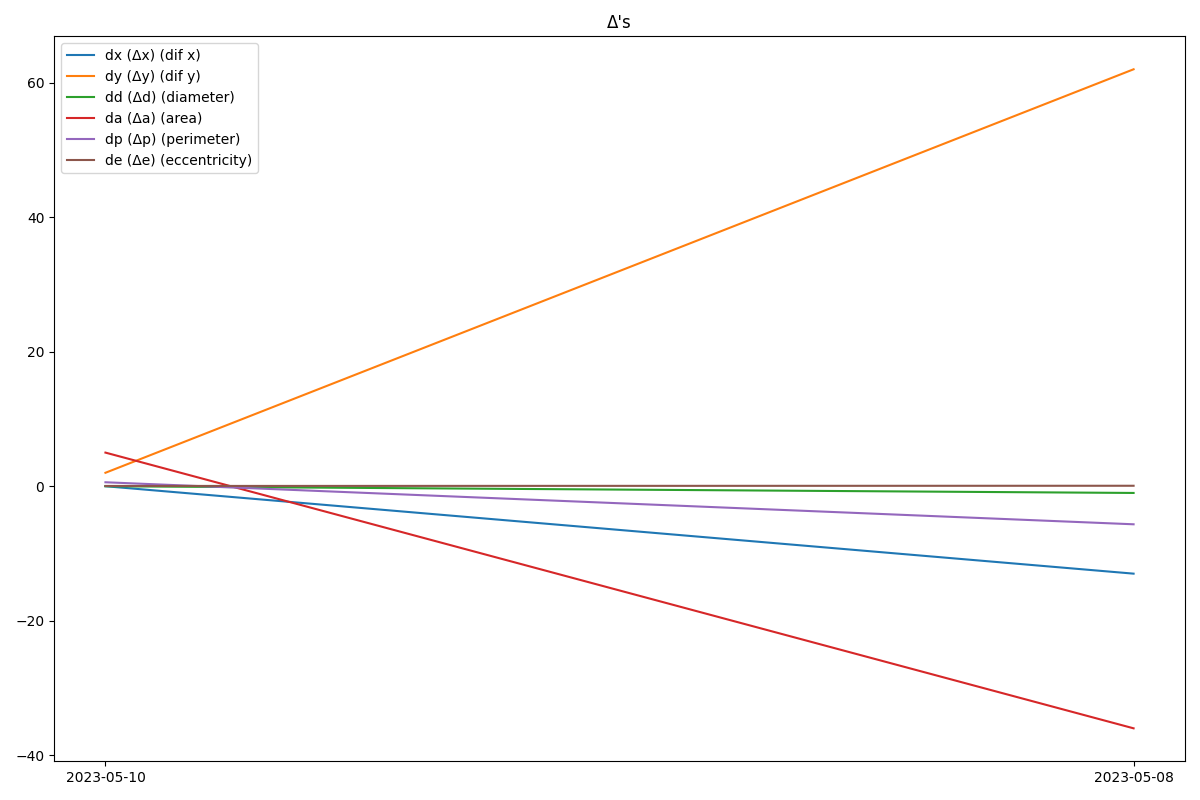 Δ's
dx (Δx) (dif x)
dy (Δy) (dif y)
dd (Δd) (diameter)
da (Δa) (area)
dp (Δp) (perimeter)
de (Δe) (eccentricity)
60
40
20
0
−20
−40
2023-05-10
2023-05-08